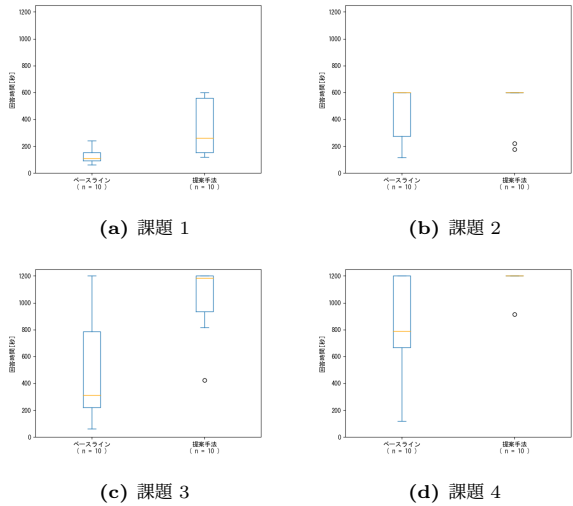 1200
1000
800
600
400
200
0
回答時間[秒]
ベースライン
( n = 10 )
提案手法
( n = 10 )
(a) 課題 1
1200
1000
800
600
400
200
0
回答時間[秒]
ベースライン
( n = 10 )
提案手法
( n = 10 )
(b) 課題 2
1200
1000
800
600
400
200
0
回答時間[秒]
ベースライン
( n = 10 )
提案手法
( n = 10 )
(c) 課題 3
1200
1000
800
600
400
200
0
回答時間[秒]
ベースライン
( n = 10 )
提案手法
( n = 10 )
(d) 課題 4